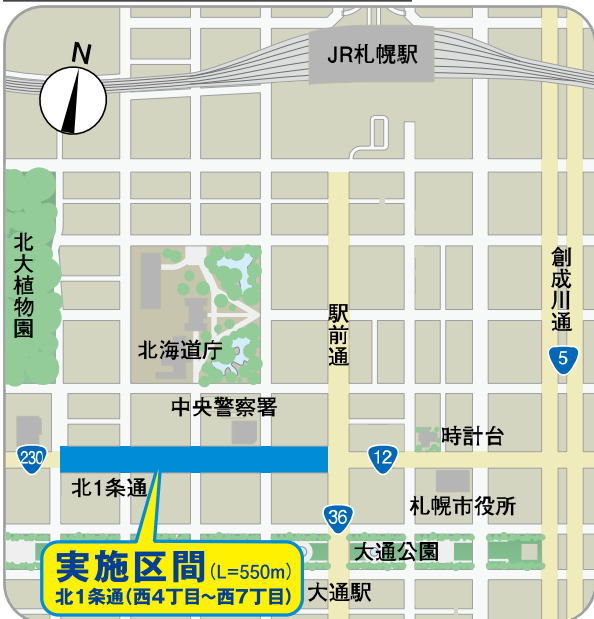 JR札幌駅
N
北大植物園
創成川通
駅前通
5
北海道庁
中央警察署
時計台
230
12
北1条通
札幌市役所
36
大通公園
実施区間(L=550m)
北1条通(西4丁目~西7丁目)
大通駅